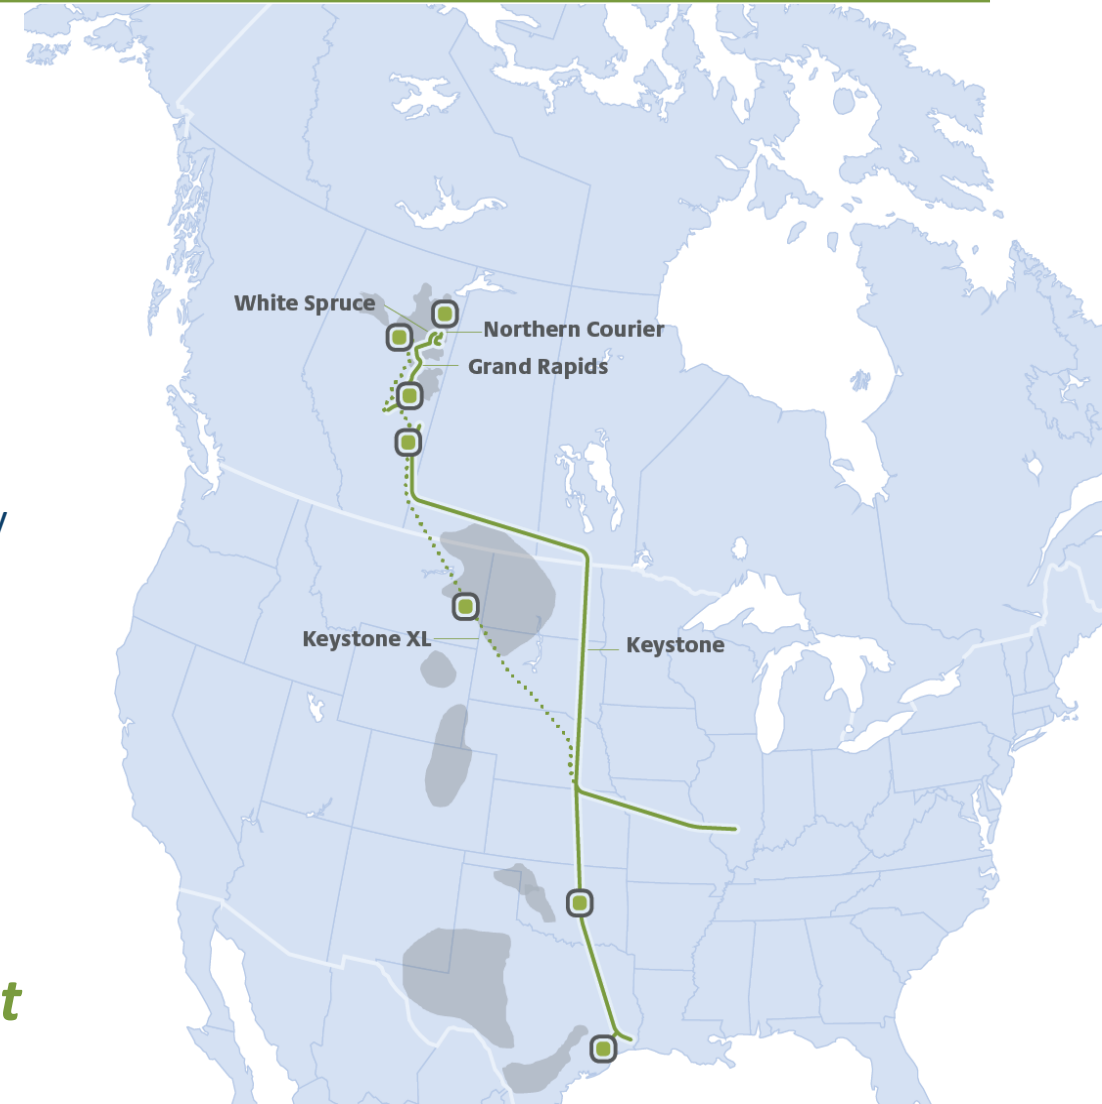 White Spruce
Northern Courier
Grand Rapids
y
Keystone XL
Keystone
t